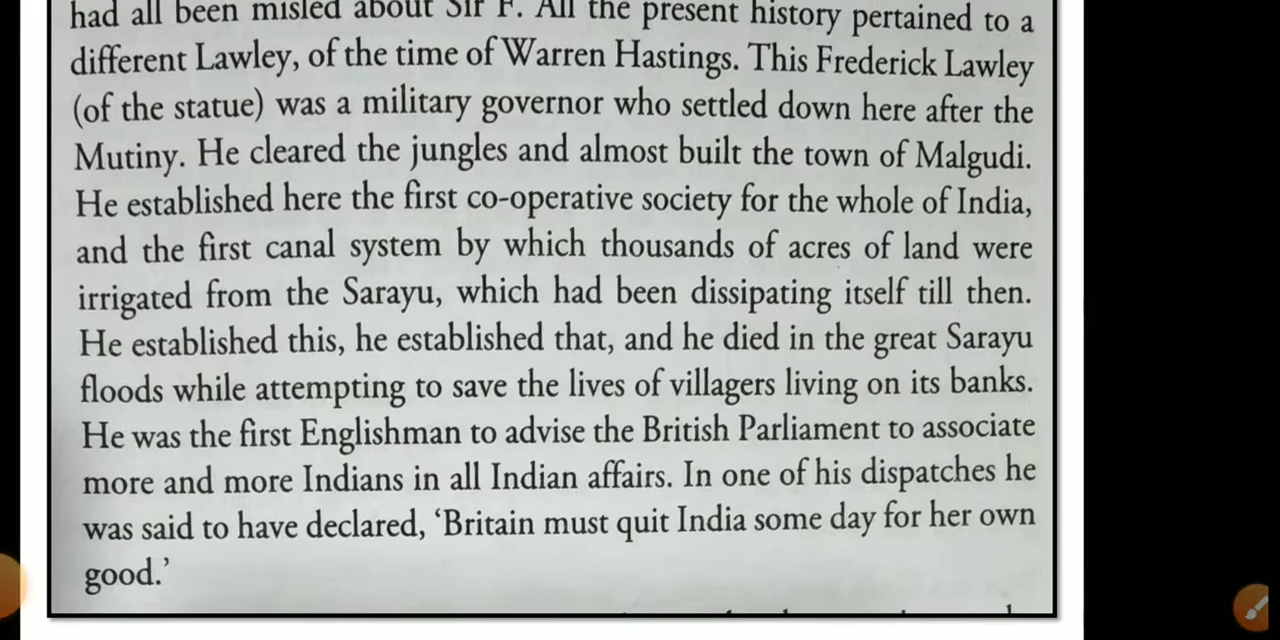 had all been misled about Sir F. All the present history pertained to a
different Lawley, of the time of Warren Hastings. This Frederick Lawley
(of the statue) was a military governor who settled down here after the
Mutiny. He cleared the jungles and almost built the town of Malgudi.
He established here the first co-operative society for the whole of India,
and the first canal system by which thousands of acres of land were
irrigated from the Sarayu, which had been dissipating itself till then.
He established this, he established that, and he died in the great Sarayu
floods while attempting to save the lives of villagers living on its banks.
He was the first Englishman to advise the British Parliament to associate
more and more Indians in all Indian affairs. In one of his dispatches he
was said to have declared, ‘Britain must quit India some day for her own
good.’